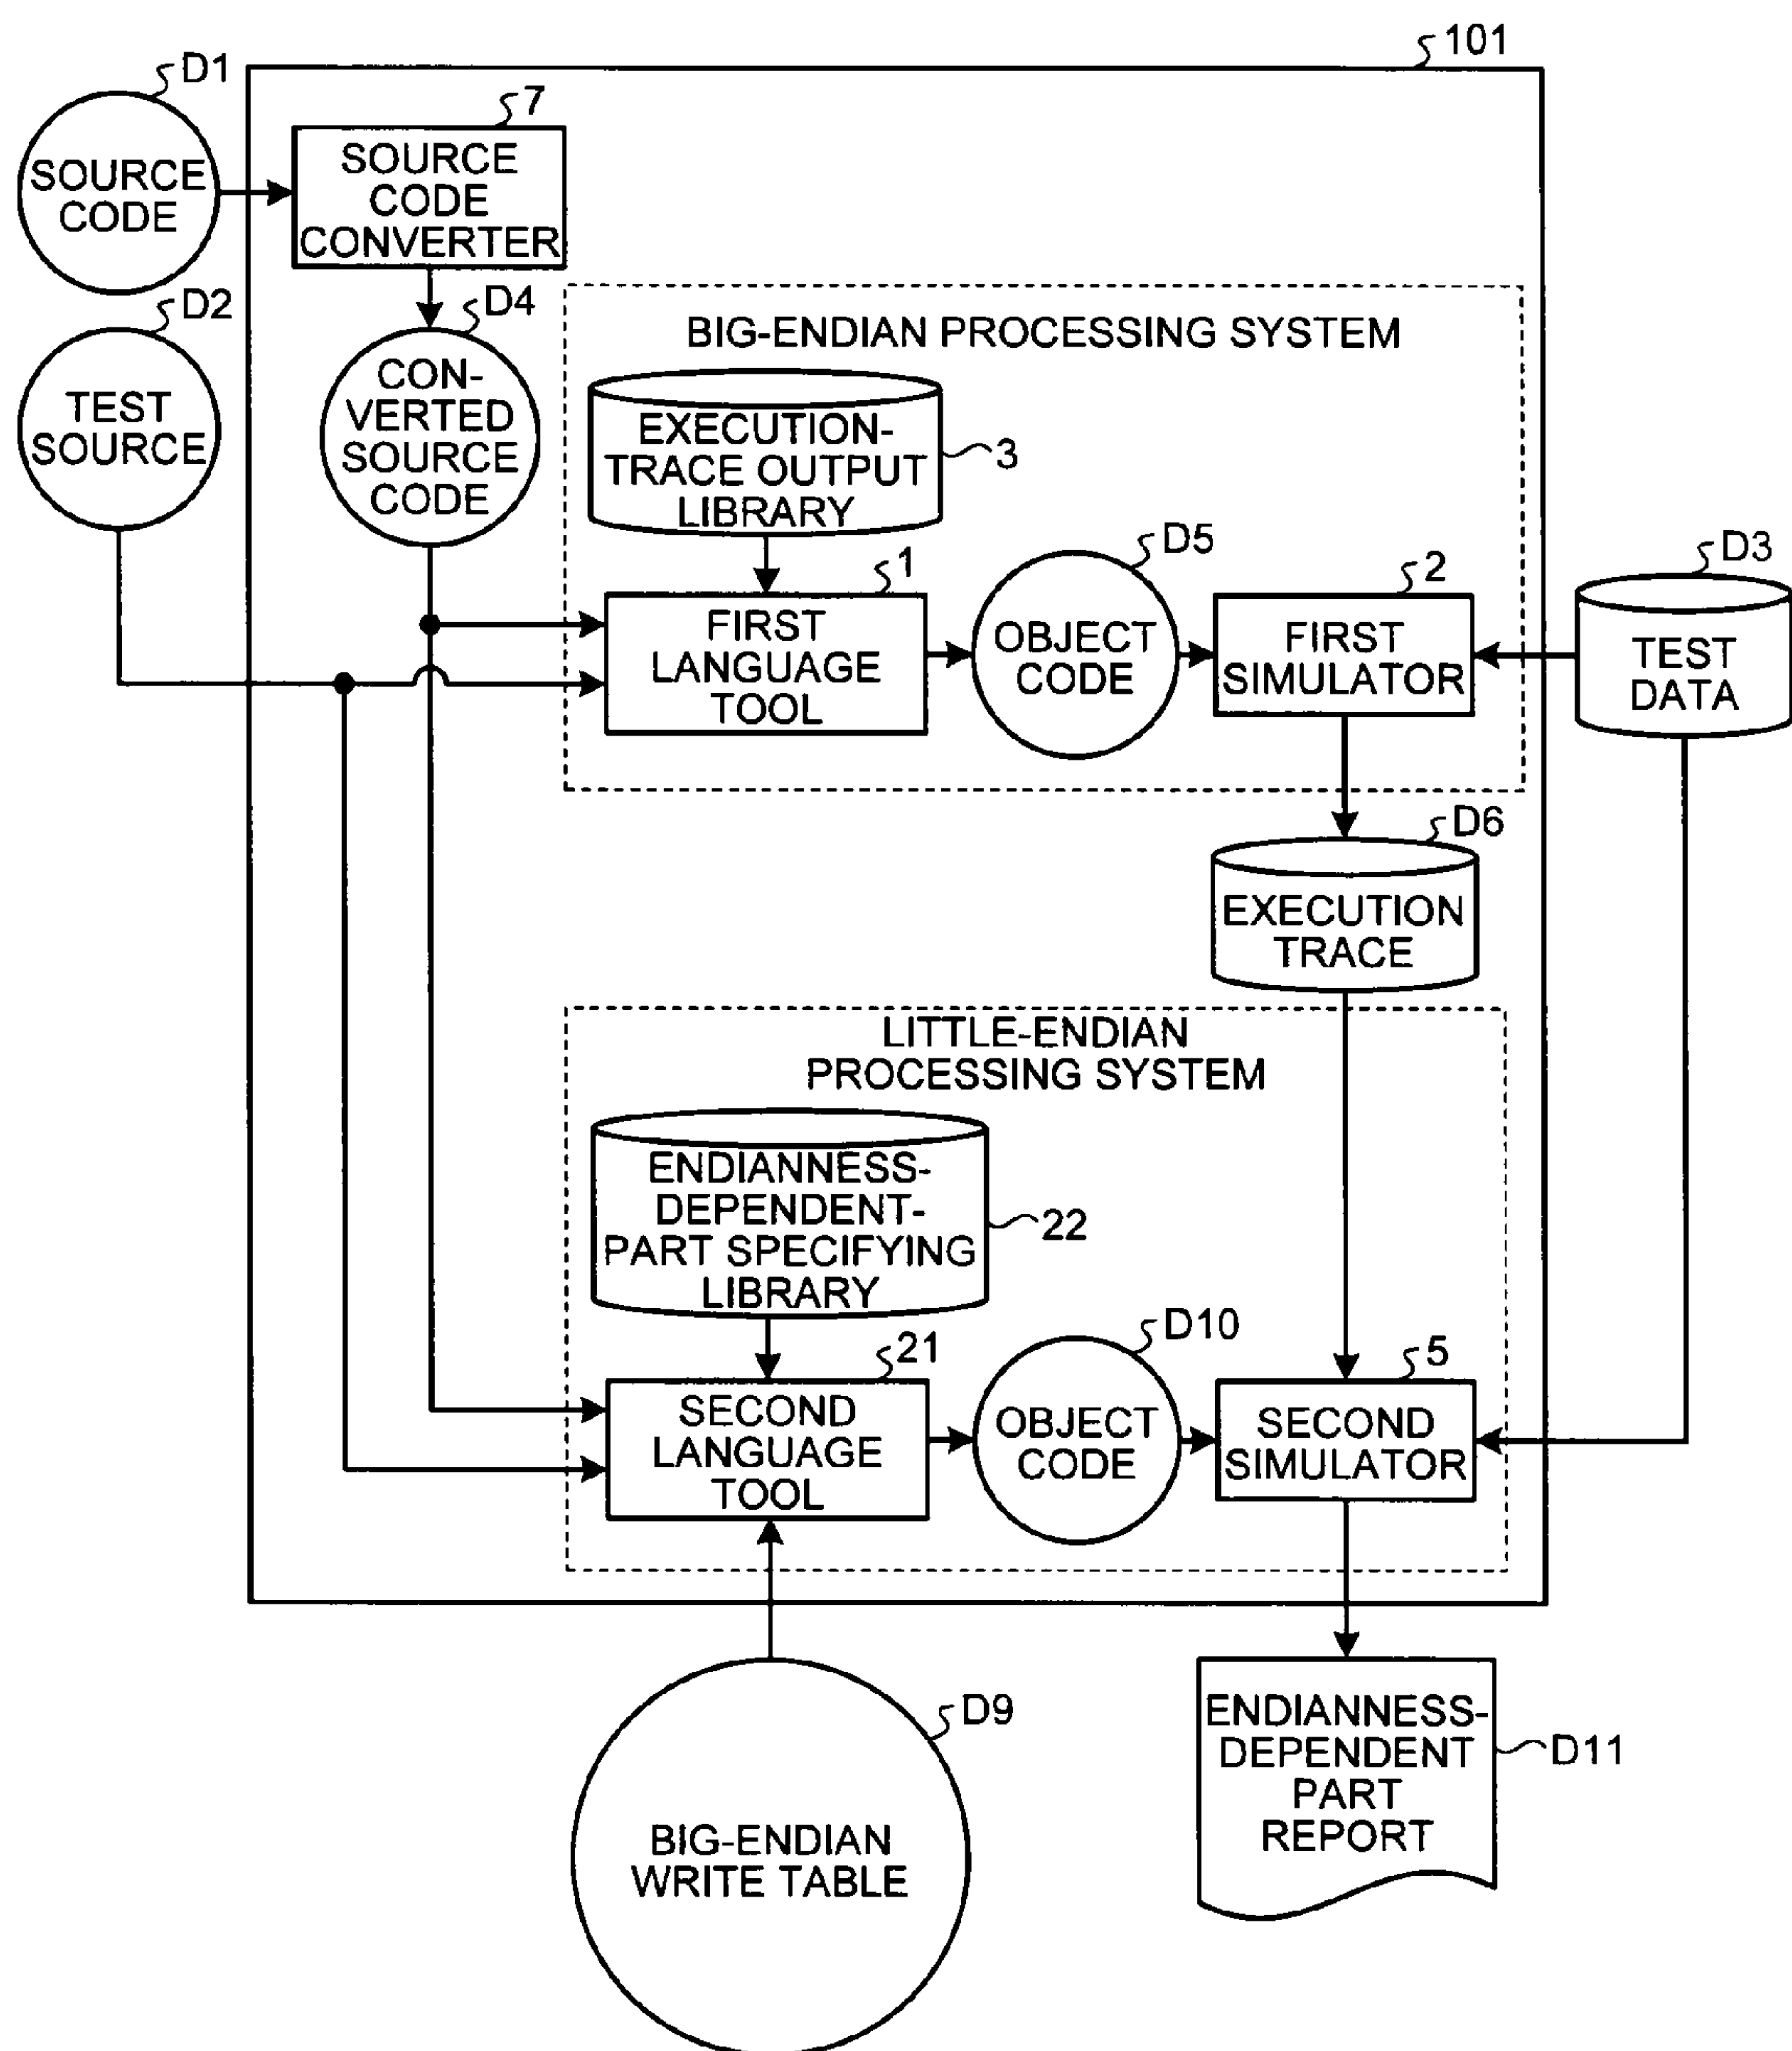 101
D1
7
SOURCE
CODE
SOURCE
CODE
CONVERTER
D2
D4
TEST
SOURCE
CON-
VERTED
SOURCE
CODE
BIG-ENDIAN PROCESSING SYSTEM
EXECUTION-
TRACE OUTPUT
LIBRARY
3
1
FIRST
LANGUAGE
TOOL
D5
OBJECT
CODE
2
FIRST
SIMULATOR
D3
TEST
DATA
D6
EXECUTION
TRACE
LITTLE-ENDIAN
PROCESSING SYSTEM
ENDIANNESS-
DEPENDENT-
PART SPECIFYING
LIBRARY
22
21
SECOND
LANGUAGE
TOOL
D10
OBJECT
CODE
5
SECOND
SIMULATOR
D9
BIG-ENDIAN
WRITE TABLE
ENDIANNESS-
DEPENDENT
PART
REPORT
D11